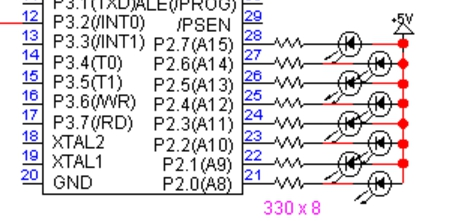 P3.1(TXD)ALE(/PROG)
12 P3.2(/INT0) /PSEN 29
13 P3.3(/INT1) P2.7(A15) 28
14 P3.4(T0) P2.6(A14) 27
15 P3.5(T1) P2.5(A13) 26
16 P3.6(/WR) P2.4(A12) 25
17 P3.7(/RD) P2.3(A11) 24
18 XTAL2 P2.2(A10) 23
19 XTAL1 P2.1(A9) 22
20 GND P2.0(A8) 21
+5V
330 x 8